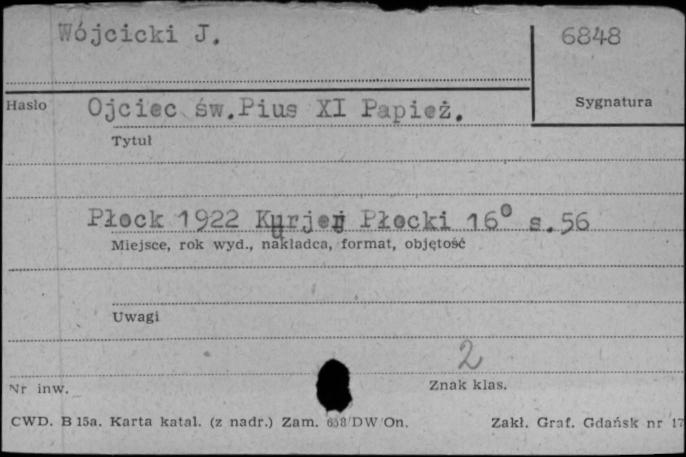 Wójcicki J.
6848
Hasło
Ojciec św.Pius XI Papież.
Sygnatura
Tytuł
Płock 1922 Kurjer Płocki 16° s.56
Miejsce, rok wyd., nakładca, format, objętość
Uwagi
2
Nr inw.
Znak klas.
CWD. B 15a. Karta katal. (z nadr.) Zam. 658/DW/On.
Zakł. Graf. Gdańsk nr 17